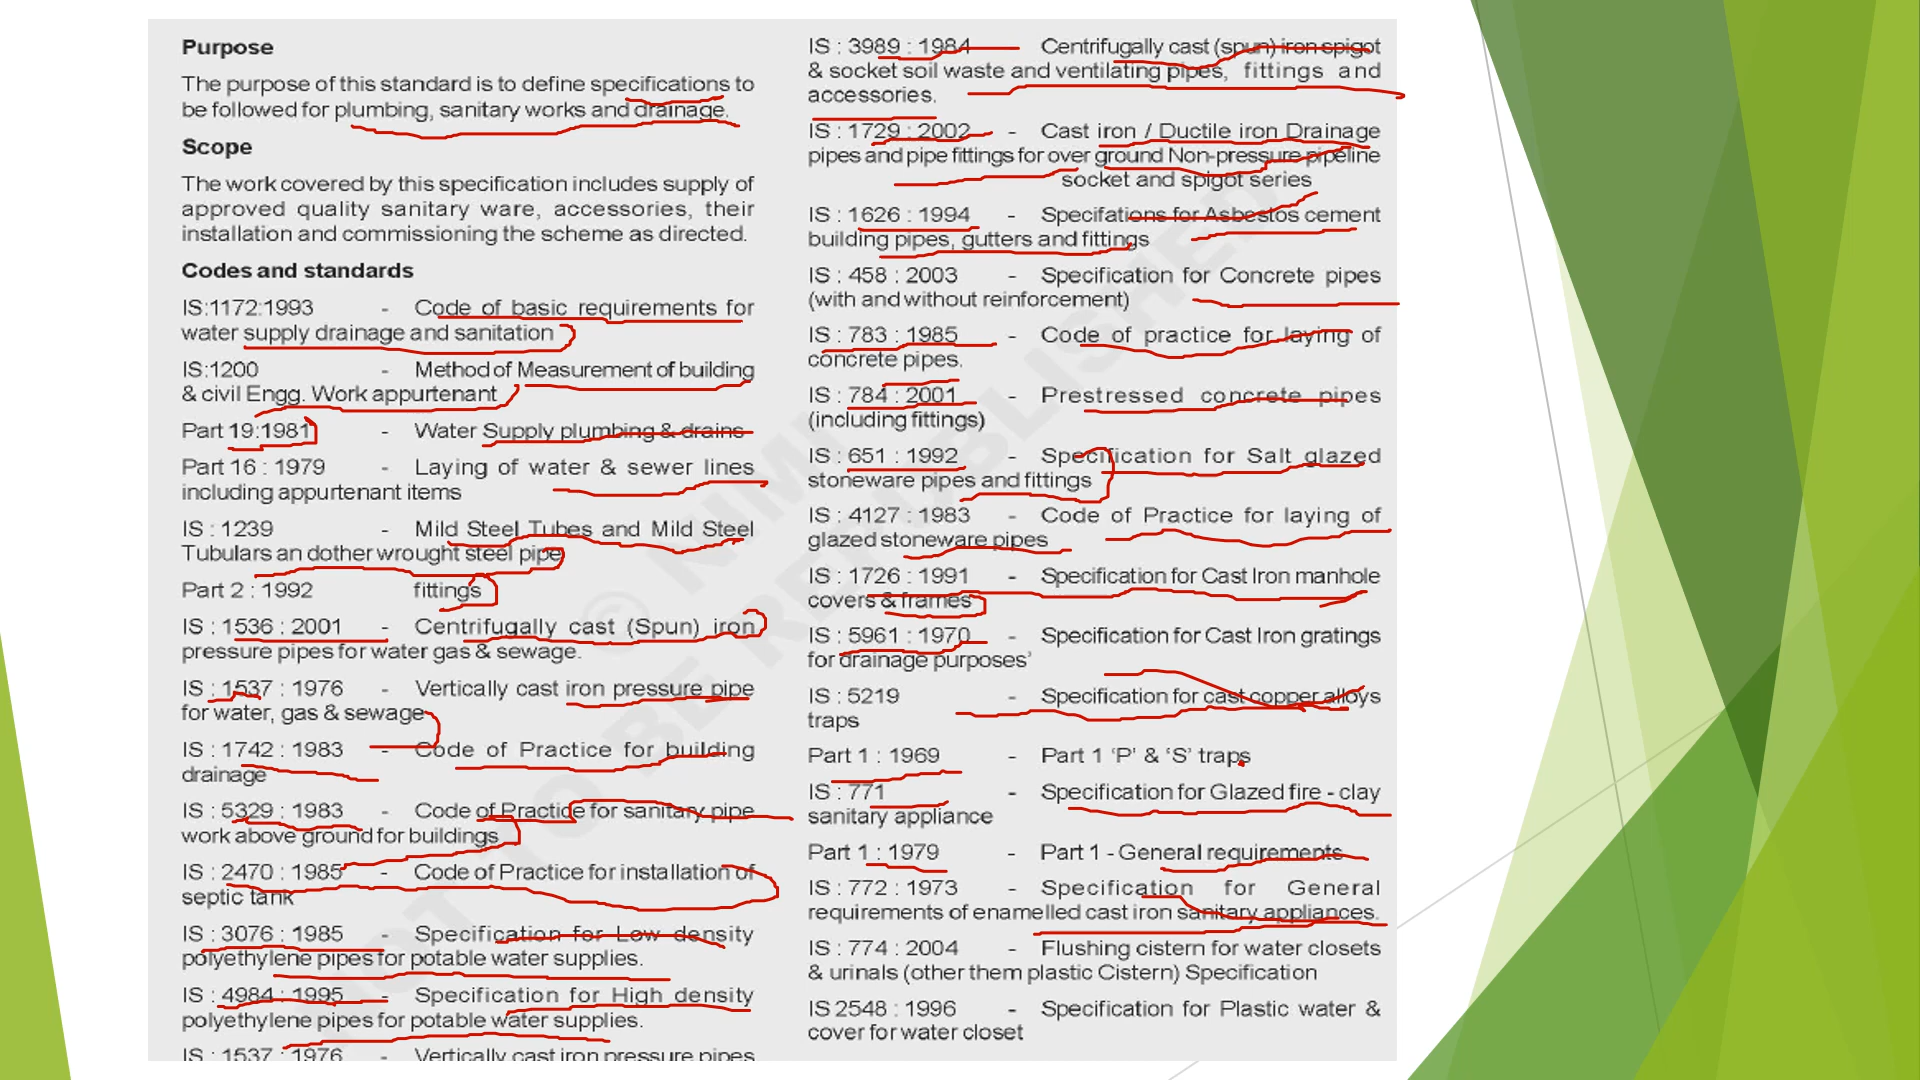 Purpose
The purpose of this standard is to define specifications to
be followed for plumbing, sanitary works and drainage.
Scope
The work covered by this specification includes supply of
approved quality sanitary ware, accessories, their
installation and commissioning the scheme as directed.
Codes and standards
IS:1172:1993 - Code of basic requirements for
water supply drainage and sanitation
IS:1200 - Method of Measurement of building
& civil Engg. Work appurtenant
Part 19:1981 - Water Supply plumbing & drains
Part 16 : 1979 - Laying of water & sewer lines
including appurtenant items
IS : 1239 - Mild Steel Tubes and Mild Steel
Tubulars an dother wrought steel pipe
Part 2 : 1992 fittings
IS : 1536 : 2001 - Centrifugally cast (Spun) iron
pressure pipes for water gas & sewage.
IS : 1537 : 1976 - Vertically cast iron pressure pipe
for water, gas & sewage
IS : 1742 : 1983 - Code of Practice for building
drainage
IS : 5329 : 1983 - Code of Practice for sanitary pipe
work above ground for buildings
IS : 2470 : 1985 - Code of Practice for installation of
septic tank
IS : 3076 : 1985 - Specification for Low density
polyethylene pipes for potable water supplies.
IS : 4984 : 1995 - Specification for High density
polyethylene pipes for potable water supplies.
IS : 1537 : 1976 - Vertically cast iron pressure pipes
IS : 3989 : 1984 Centrifugally cast (spun) iron spigot
& socket soil waste and ventilating pipes, fittings and
accessories.
IS : 1729 : 2002 - Cast iron / Ductile iron Drainage
pipes and pipe fittings for over ground Non-pressure pipeline
socket and spigot series
IS : 1626 : 1994 - Specifations for Asbestos cement
building pipes, gutters and fittings
IS : 458 : 2003 - Specification for Concrete pipes
(with and without reinforcement)
IS : 783 : 1985 - Code of practice for laying of
concrete pipes.
IS : 784 : 2001 - Prestressed concrete pipes
(including fittings)
IS : 651 : 1992 - Specification for Salt glazed
stoneware pipes and fittings
IS : 4127 : 1983 - Code of Practice for laying of
glazed stoneware pipes
IS : 1726 : 1991 - Specification for Cast Iron manhole
covers & frames
IS : 5961 : 1970 - Specification for Cast Iron gratings
for drainage purposes’
IS : 5219 - Specification for cast copper alloys
traps
Part 1 : 1969 - Part 1 ‘P’ & ‘S’ traps
IS : 771 - Specification for Glazed fire - clay
sanitary appliance
Part 1 : 1979 - Part 1 - General requirements
IS : 772 : 1973 - Specification for General
requirements of enamelled cast iron sanitary appliances.
IS : 774 : 2004 - Flushing cistern for water closets
& urinals (other them plastic Cistern) Specification
IS 2548 : 1996 - Specification for Plastic water &
cover for water closet
© NIMI
NOT TO BE REPUBLISHED